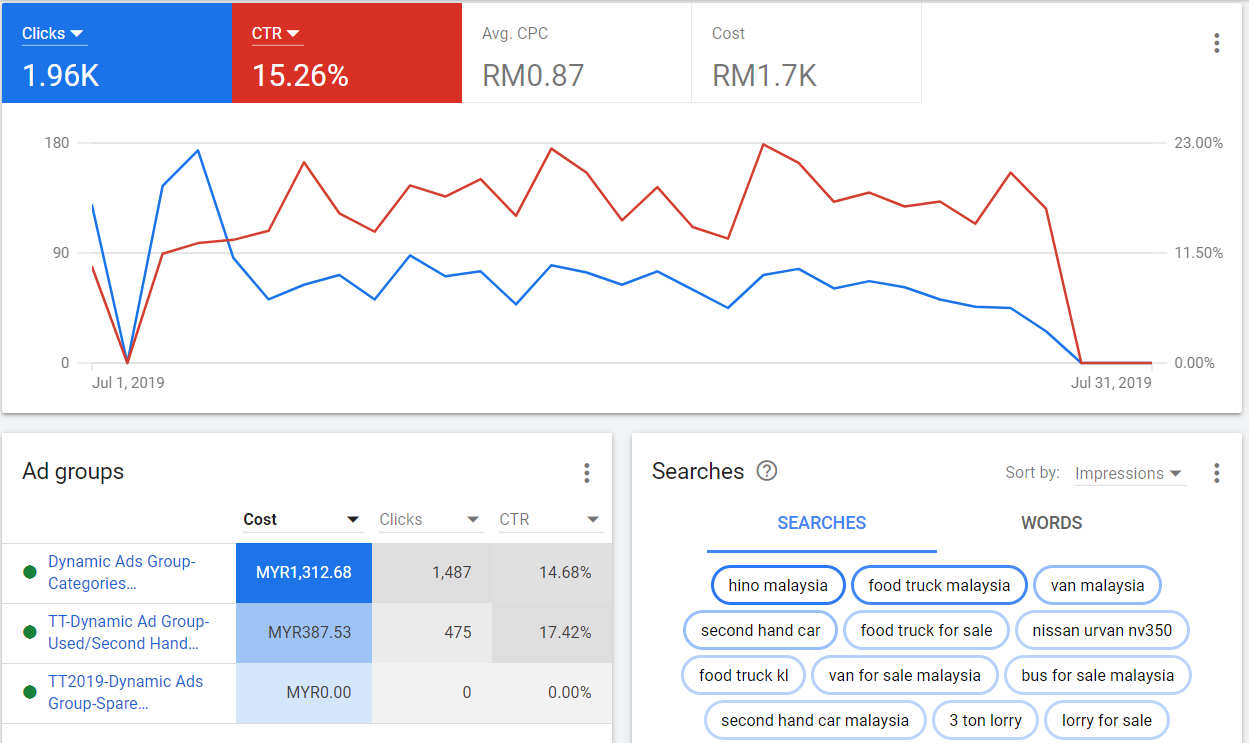 Clicks
CTR
Avg. CPC
Cost
1.96K
15.26%
RM0.87
RM1.7K
180
23.00%
90
11.50%
0
0.00%
Jul 1, 2019
Jul 31, 2019
Ad groups
Cost
Clicks
CTR
Dynamic Ads Group-
Categories...
MYR1,312.68
1,487
14.68%
TT-Dynamic Ad Group-
Used/Second Hand...
MYR387.53
475
17.42%
TT2019-Dynamic Ads
Group-Spare...
MYR0.00
0
0.00%
Searches
?
Sort by: Impressions
SEARCHES
WORDS
hino malaysia
food truck malaysia
van malaysia
second hand car
food truck for sale
nissan urvan nv350
food truck kl
van for sale malaysia
bus for sale malaysia
second hand car malaysia
3 ton lorry
lorry for sale